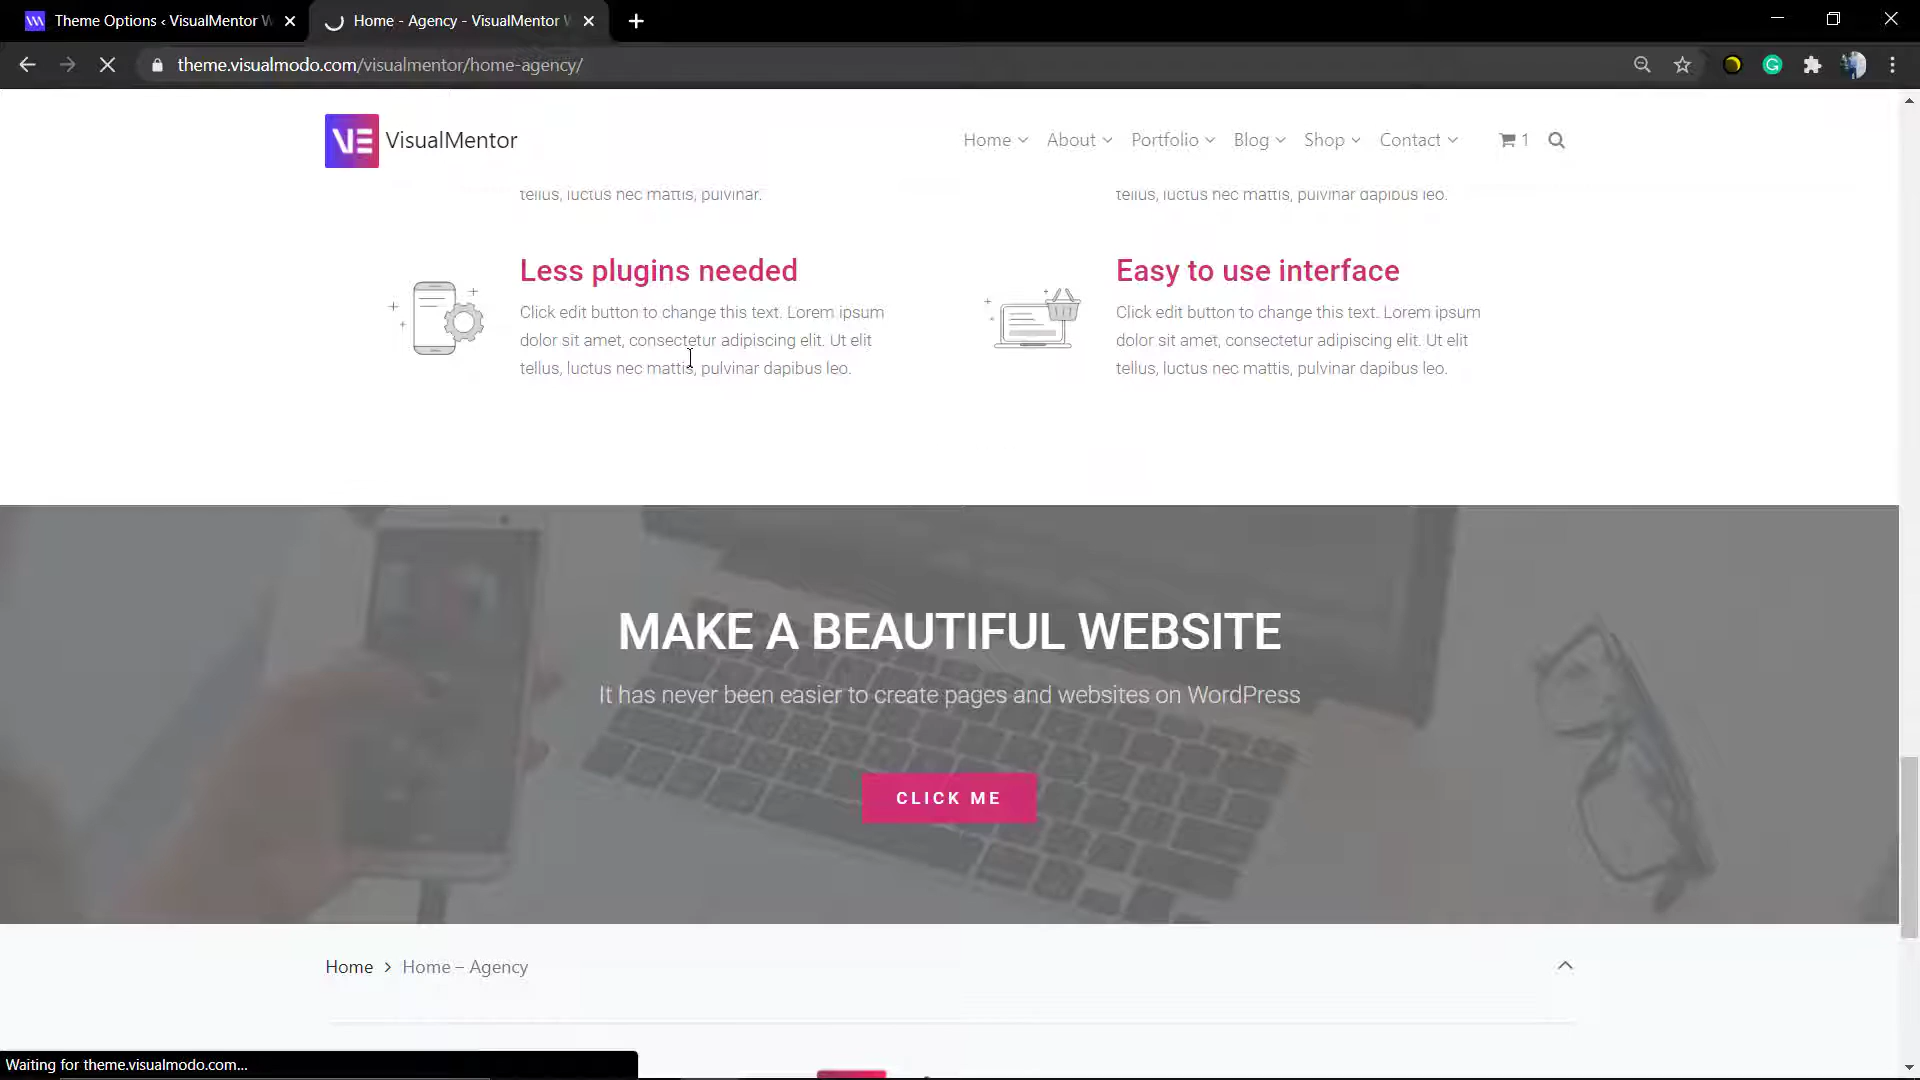 Theme Options ‹ VisualMentor W
Home - Agency - VisualMentor W
theme.visualmodo.com/visualmentor/home-agency/
VE VisualMentor
Home
About
Portfolio
Blog
Shop
Contact
1
tellus, luctus nec mattis, pulvinar.
tellus, luctus nec mattis, pulvinar dapibus leo.
Less plugins needed
Click edit button to change this text. Lorem ipsum
dolor sit amet, consectetur adipiscing elit. Ut elit
tellus, luctus nec mattis, pulvinar dapibus leo.
Easy to use interface
Click edit button to change this text. Lorem ipsum
dolor sit amet, consectetur adipiscing elit. Ut elit
tellus, luctus nec mattis, pulvinar dapibus leo.
MAKE A BEAUTIFUL WEBSITE
It has never been easier to create pages and websites on WordPress
CLICK ME
Home > Home – Agency
Waiting for theme.visualmodo.com...